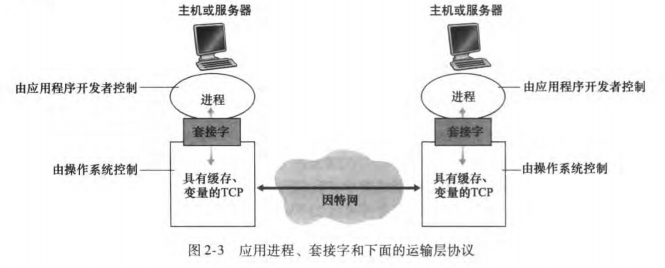 主机或服务器
主机或服务器
由应用程序开发者控制
进程
进程
由应用程序开发者控制
套接字
套接字
由操作系统控制
具有缓存、
变量的TCP
因特网
具有缓存、
变量的TCP
由操作系统控制
图2-3 应用进程、套接字和下面的运输层协议